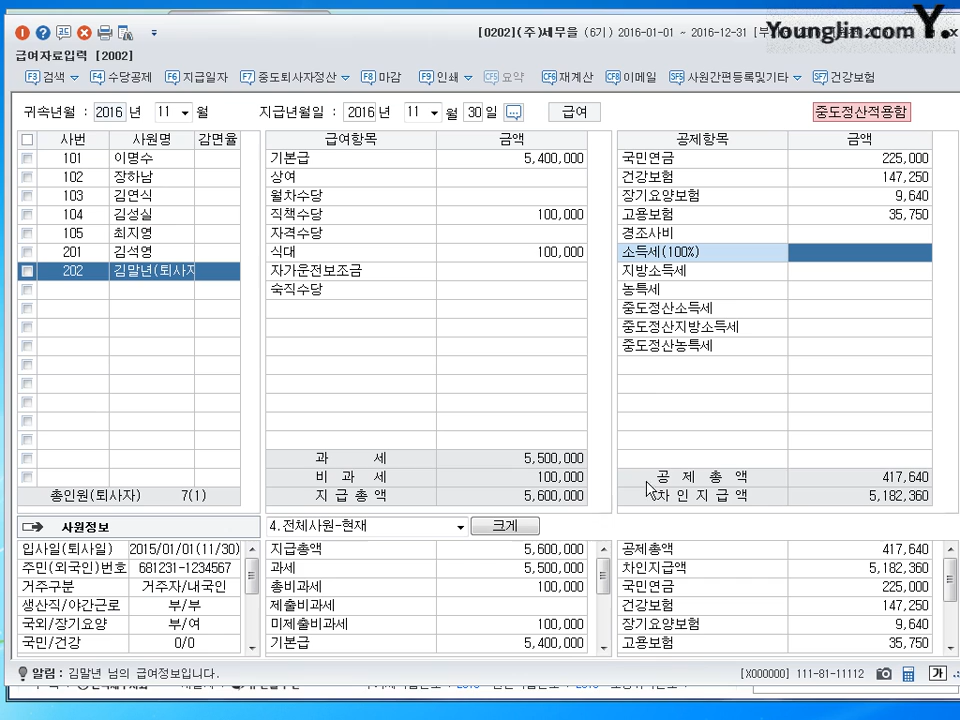 [0202](주)세무을 (6기) 2016-01-01 ~ 2016-12-31
Younglin.com Y.
급여자료입력 [2002]
F3 검색 F4 수당공제 F6 지급일자 F7 중도퇴사자정산 F8 마감 F9 인쇄 CF5 요약 CF6 재계산 CF8 이메일 SF5 사원간편등록및기타 SF7 건강보험
귀속년월 : 2016 년 11 월 지급년월일 : 2016 년 11 월 30 일 급여 중도정산적용함
사번 사원명 감면율 급여항목 금액 공제항목 금액
101 이명수 기본급 5,400,000 국민연금 225,000
102 장하남 상여 건강보험 147,250
103 김연식 월차수당 장기요양보험 9,640
104 김성실 직책수당 100,000 고용보험 35,750
105 최지영 자격수당 경조사비
201 김석영 식대 100,000 소득세(100%)
202 김말년(퇴사자 자가운전보조금 지방소득세
숙직수당 농특세
중도정산소득세
중도정산지방소득세
중도정산농특세
과 세 5,500,000
비 과 세 100,000 공 제 총 액 417,640
총인원(퇴사자) 7(1) 지 급 총 액 5,600,000 차 인 지 급 액 5,182,360
사원정보 4.전체사원-현재 크게
입사일(퇴사일) 2015/01/01(11/30) 지급총액 5,600,000 공제총액 417,640
주민(외국인)번호 681231-1234567 과세 5,500,000 차인지급액 5,182,360
거주구분 거주자/내국인 총비과세 100,000 국민연금 225,000
생산직/야간근로 부/부 제출비과세 건강보험 147,250
국외/장기요양 부/여 미제출비과세 100,000 장기요양보험 9,640
국민/건강 0/0 기본급 5,400,000 고용보험 35,750
알림 : 김말년 님의 급여정보입니다. [X000000] 111-81-11112 가